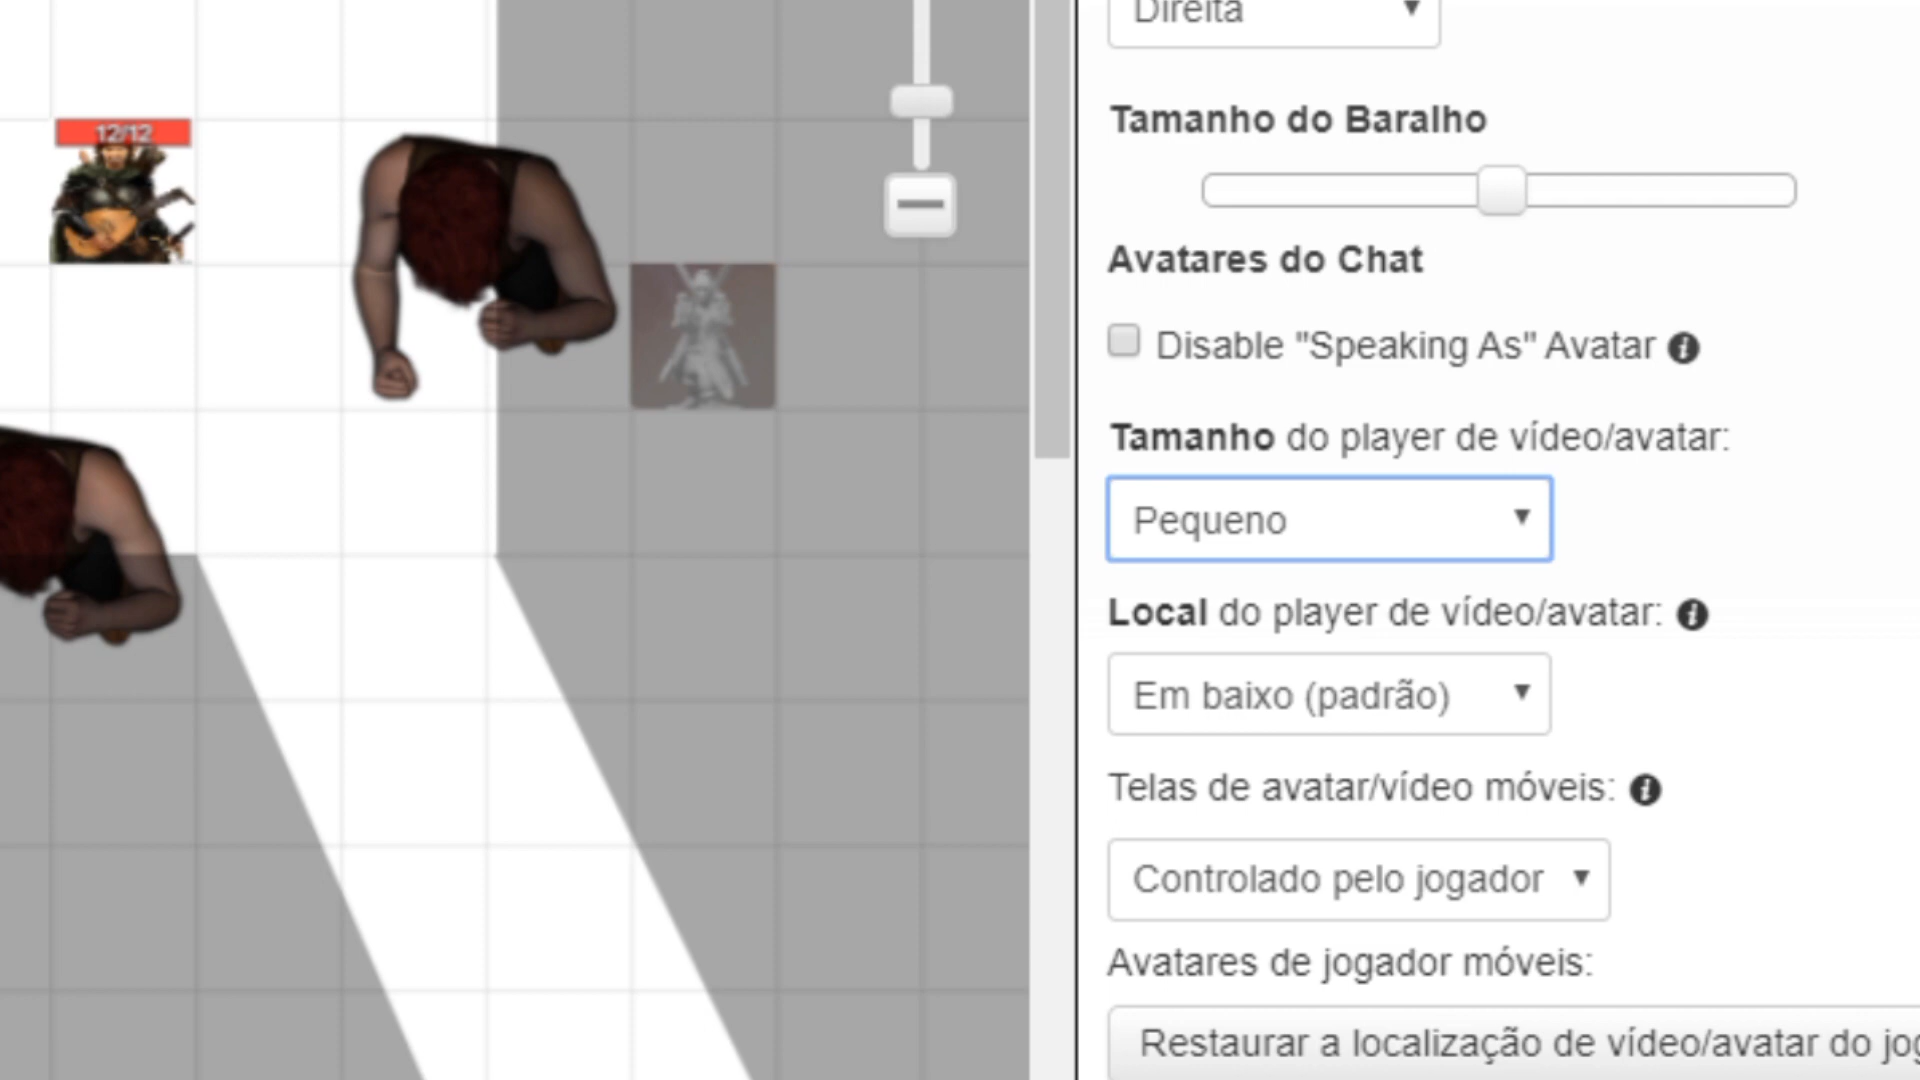 Direita
12/12
Tamanho do Baralho
Avatares do Chat
Disable "Speaking As" Avatar
Tamanho do player de vídeo/avatar:
Pequeno
Local do player de vídeo/avatar:
Em baixo (padrão)
Telas de avatar/vídeo móveis:
Controlado pelo jogador
Avatares de jogador móveis:
Restaurar a localização de vídeo/avatar do jog